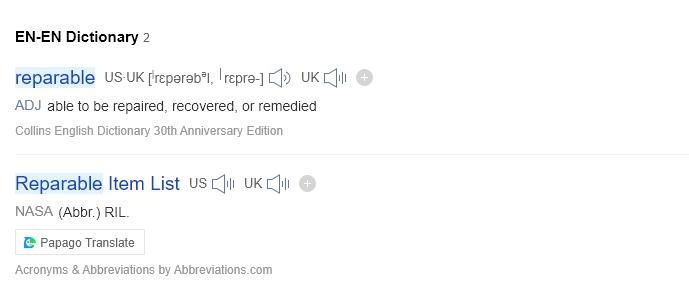 EN-EN Dictionary 2
reparable US·UK [ˈrɛpərəbᵊl, ˈrɛprə-] UK
ADJ able to be repaired, recovered, or remedied
Collins English Dictionary 30th Anniversary Edition
Reparable Item List US UK
NASA (Abbr.) RIL.
Papago Translate
Acronyms & Abbreviations by Abbreviations.com